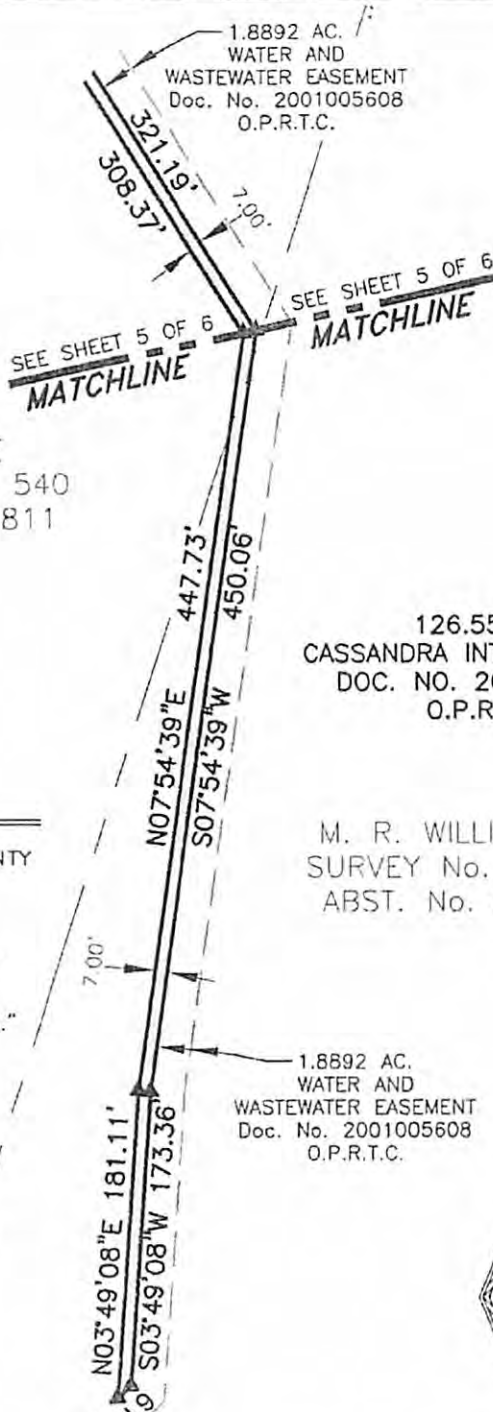 1.8892 AC.
WATER AND
WASTEWATER EASEMENT
Doc. No. 2001005608
O.P.R.T.C.
321.19'
308.37'
7.00'
SEE SHEET 5 OF 6
MATCHLINE
SEE SHEET 5 OF 6
MATCHLINE
540
811
447.73'
450.06'
N07°54'39"E
S07°54'39"W
126.55
CASSANDRA
DOC. NO.
O.P.R
M. R.
SURVEY No.
ABST. No.
7.00'
1.8892 AC.
WATER AND
WASTEWATER EASEMENT
Doc. No. 2001005608
O.P.R.T.C.
N03°49'08"E 181.11'
S03°49'08"W 173.36'